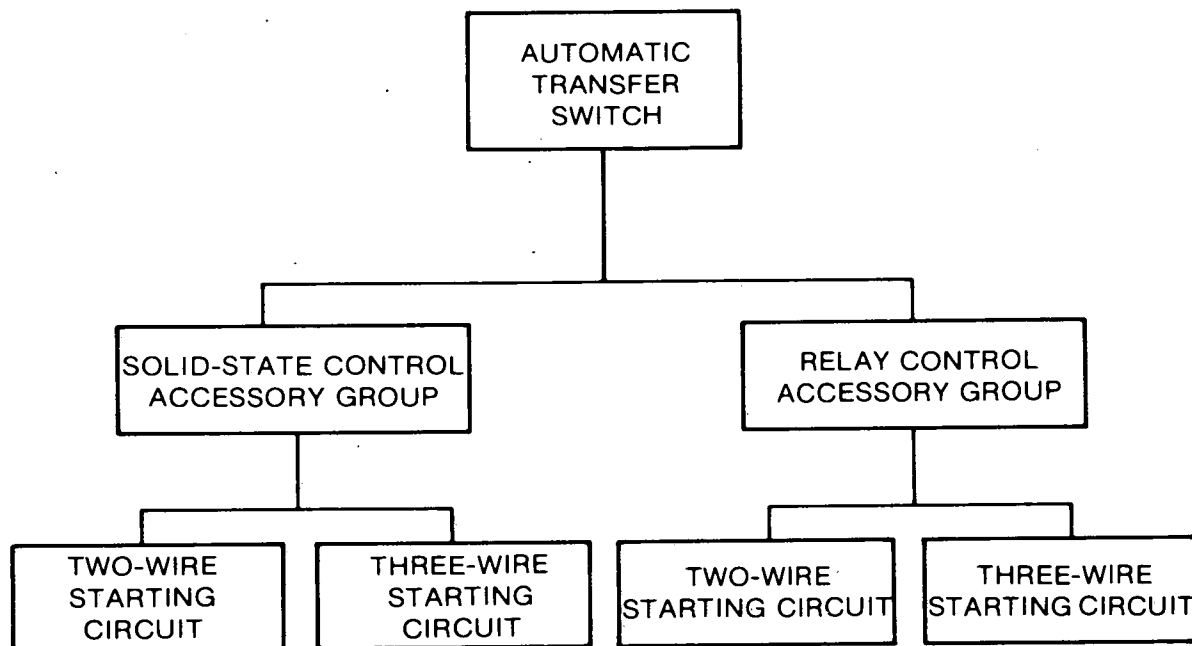 AUTOMATIC
TRANSFER
SWITCH
SOLID-STATE CONTROL
ACCESSORY GROUP
RELAY CONTROL
ACCESSORY GROUP
TWO-WIRE
STARTING
CIRCUIT
THREE-WIRE
STARTING
CIRCUIT
TWO-WIRE
STARTING CIRCUIT
THREE-WIRE
STARTING CIRCUIT